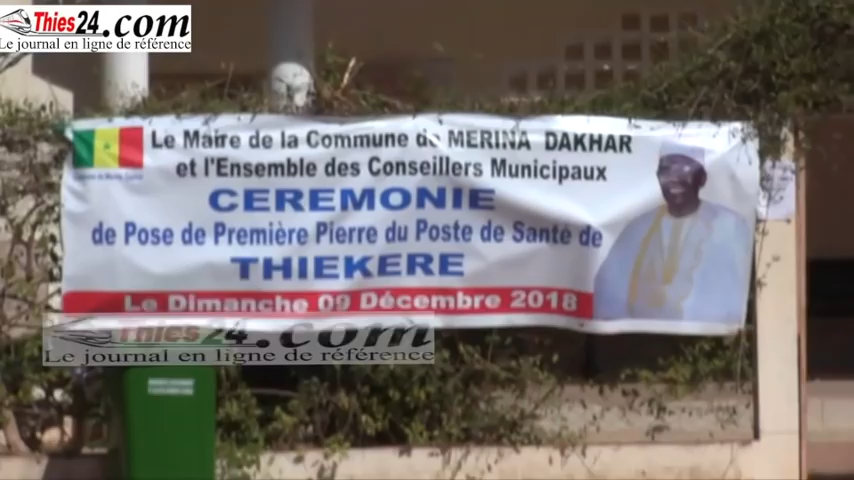 Thies24.com
Le journal en ligne de référence
Le Maire de la Commune de MERINA DAKHAR
et l'Ensemble des Conseillers Municipaux
CEREMONIE
de Pose de Première Pierre du Poste de Santé de
THIEKERE
Le Dimanche 09 Décembre 2018
Thies24.com
Le journal en ligne de référence